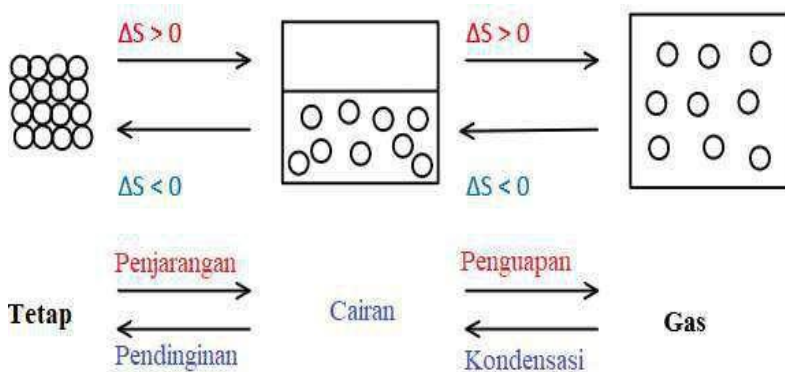 ΔS > 0
ΔS > 0
ΔS < 0
ΔS < 0
Penjarangan
Penguapan
Tetap
Cairan
Gas
Pendinginan
Kondensasi